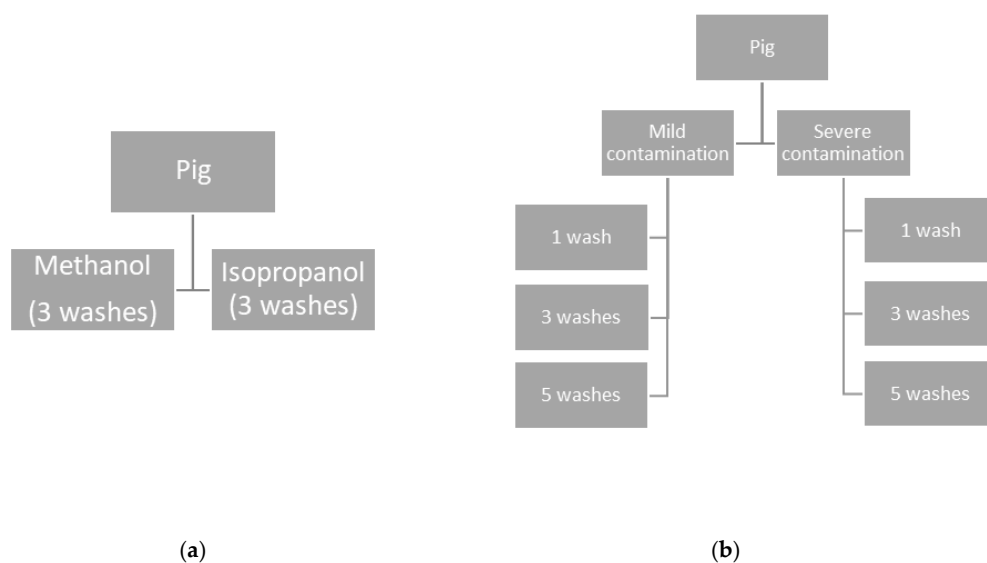 Pig
Methanol
(3 washes)
Isopropanol
(3 washes)
(a)
Pig
Mild
contamination
Severe
contamination
1 wash
3 washes
5 washes
1 wash
3 washes
5 washes
(b)